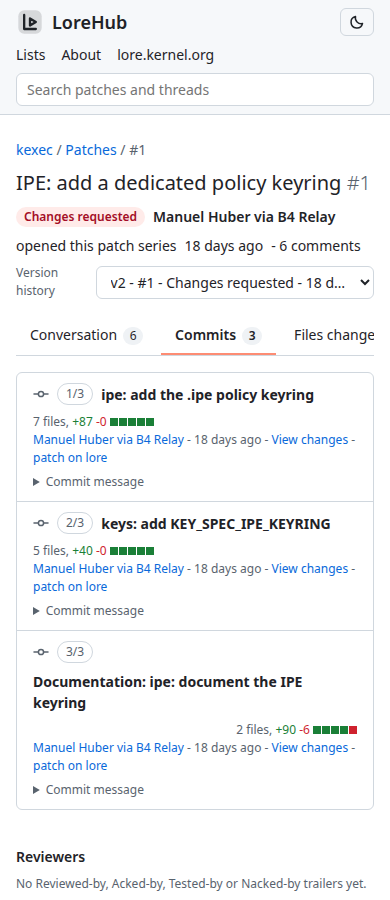 LoreHub
Lists About lore.kernel.org
Search patches and threads
kexec / Patches / #1
IPE: add a dedicated policy keyring #1
Changes requested Manuel Huber via B4 Relay
opened this patch series 18 days ago - 6 comments
Version
history
v2 - #1 - Changes requested - 18 d...
Conversation 6 Commits 3 Files change
1/3 ipe: add the .ipe policy keyring
7 files, +87 -0
Manuel Huber via B4 Relay - 18 days ago - View changes -
patch on lore
Commit message
2/3 keys: add KEY_SPEC_IPE_KEYRING
5 files, +40 -0
Manuel Huber via B4 Relay - 18 days ago - View changes -
patch on lore
Commit message
3/3
Documentation: ipe: document the IPE
keyring
2 files, +90 -6
Manuel Huber via B4 Relay - 18 days ago - View changes -
patch on lore
Commit message
Reviewers
No Reviewed-by, Acked-by, Tested-by or Nacked-by trailers yet.